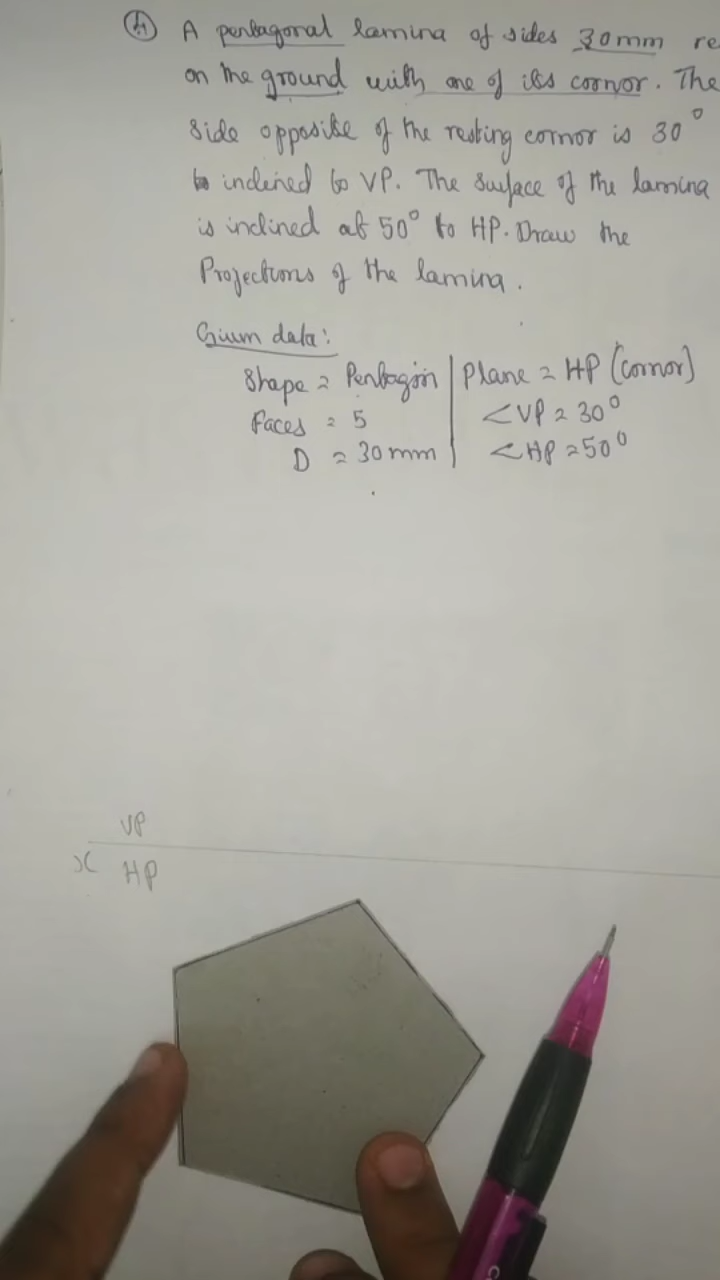 4 A pentagonal lamina of sides 30mm re
on the ground with one of its cornor. The
side opposite of the resting cornor is 30°
inclined to VP. The surface of the lamina
is inclined at 50° to HP. Draw the
Projections of the lamina.
Given data:
Shape = Pentagon | Plane = HP (cornor)
Faces = 5 | <VP = 30°
D = 30mm | <HP = 50°
VP
X HP